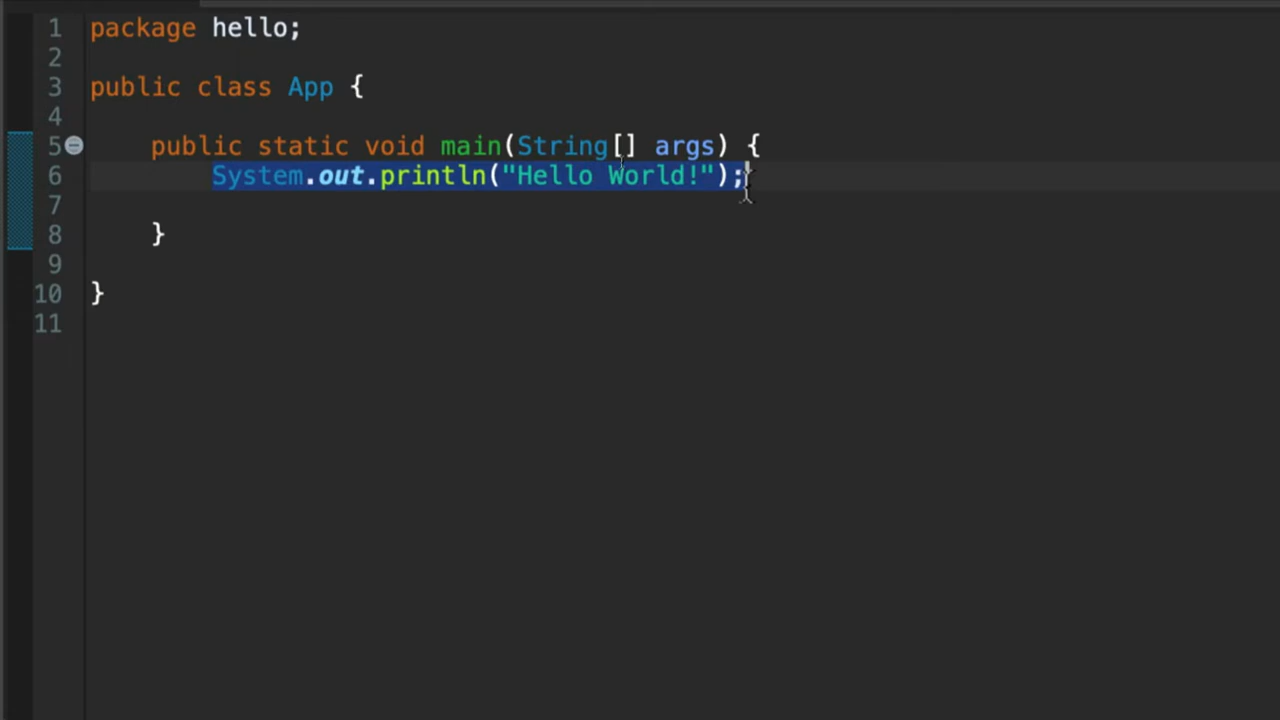 1 package hello;
2
3 public class App {
4
5 public static void main(String[] args) {
6 System.out.println("Hello World!");
7
8 }
9
10 }
11